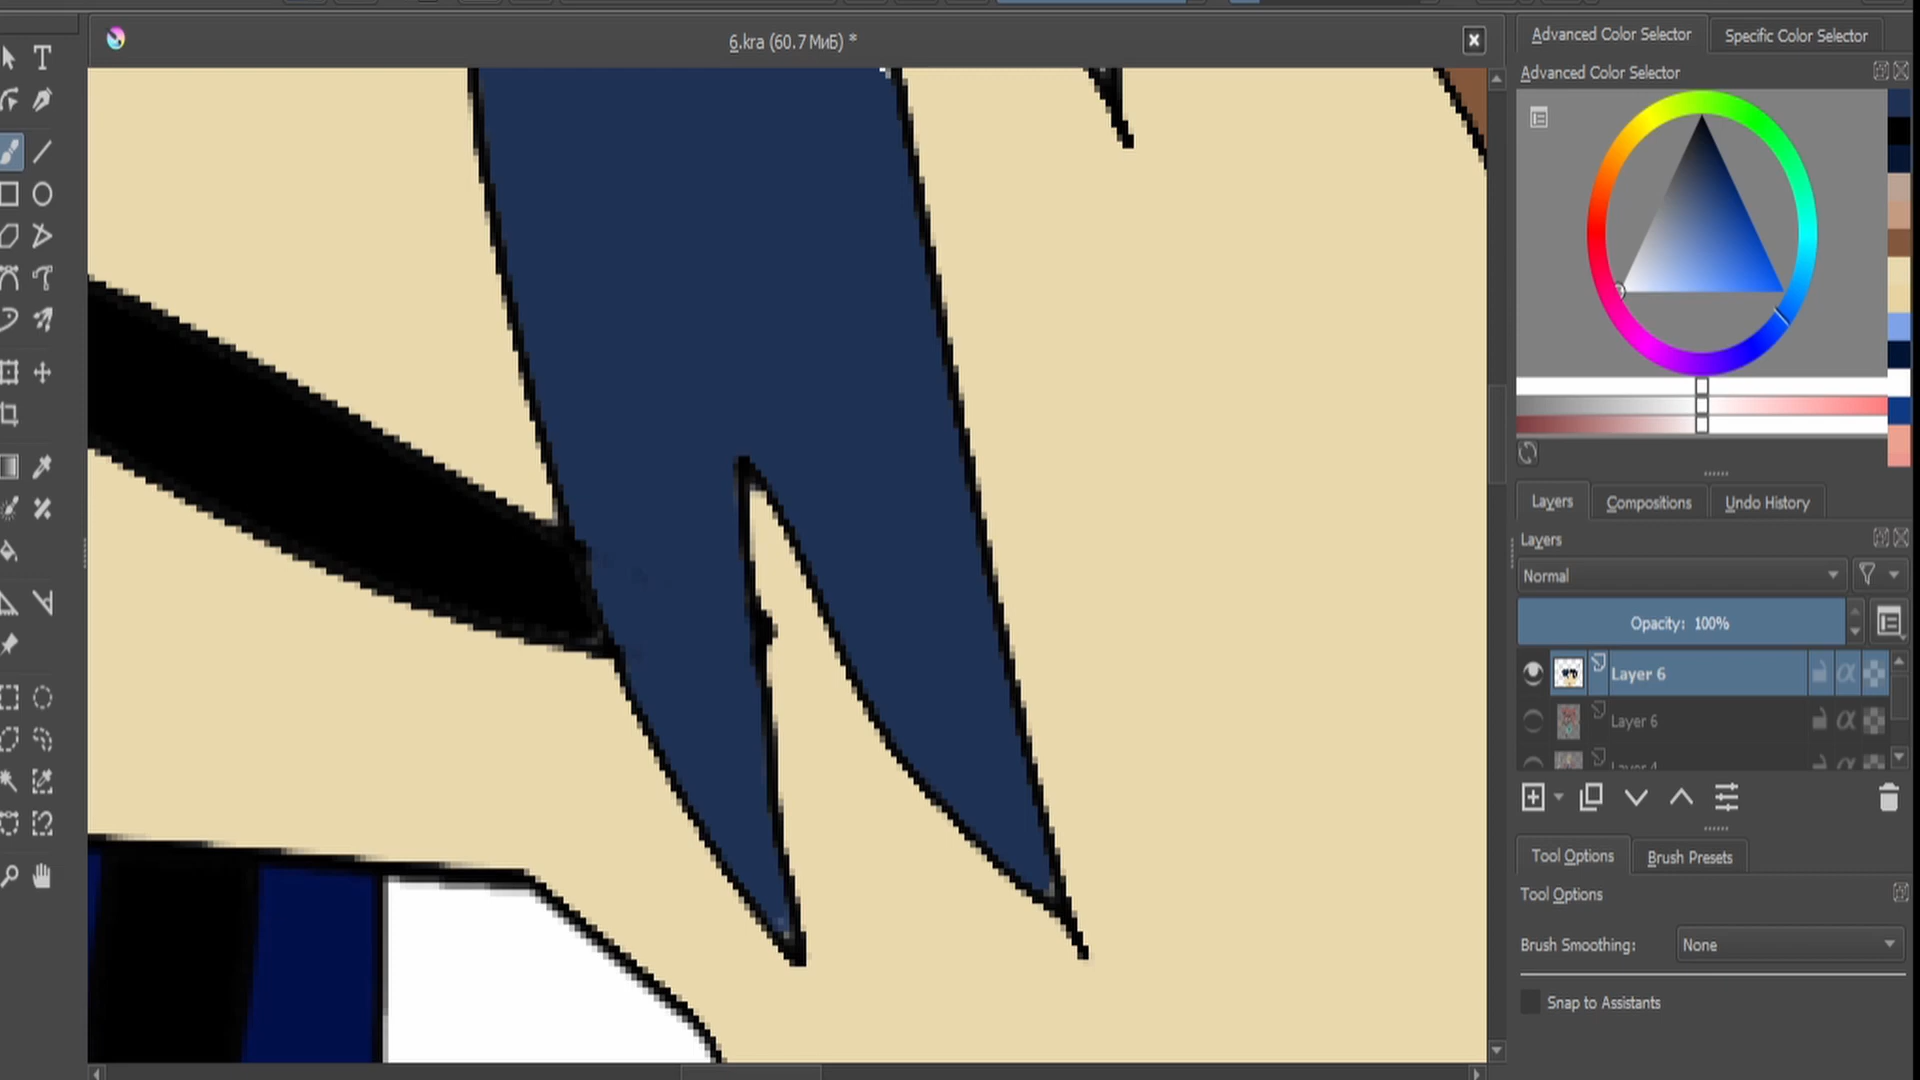 6.kra (60.7 МиБ) *
Advanced Color Selector
Specific Color Selector
Advanced Color Selector
Layers
Compositions
Undo History
Layers
Normal
Opacity: 100%
Layer 6
Layer 6
Layer 4
Tool Options
Brush Presets
Tool Options
Brush Smoothing:
None
Snap to Assistants